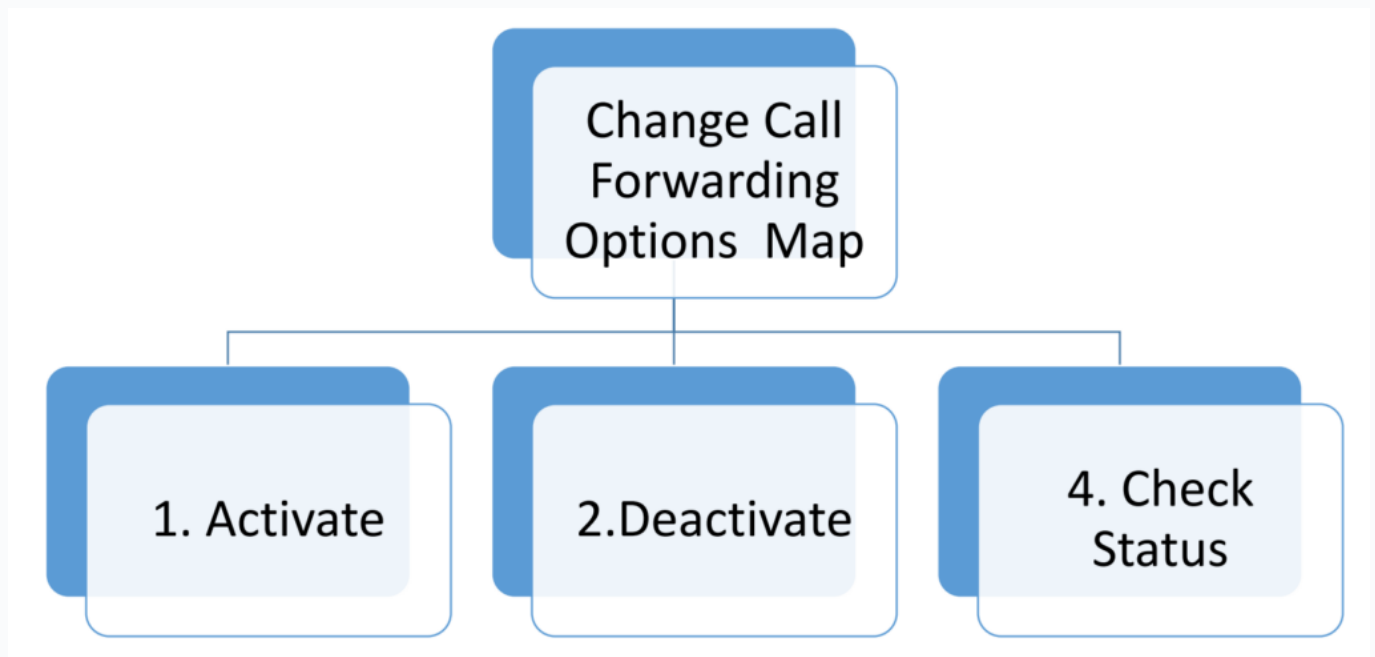 Change Call
Forwarding
Options  Map
1. Activate
2.Deactivate
4. Check
Status